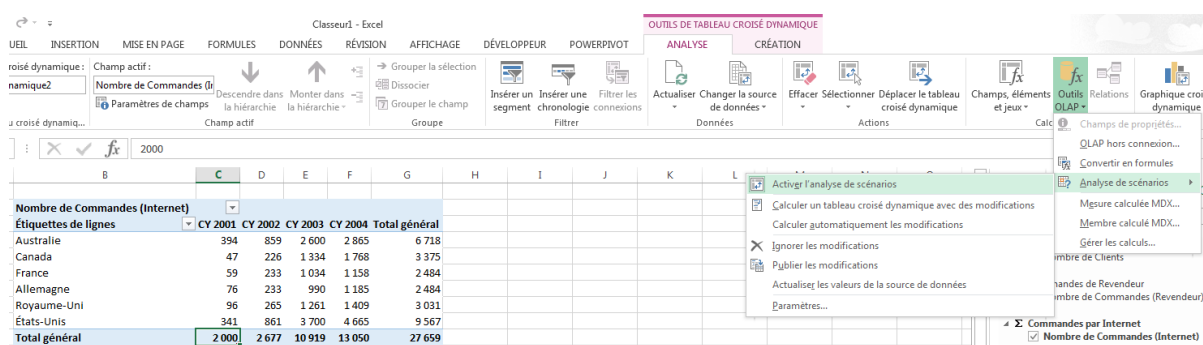 Classeur1 - Excel
OUTILS DE TABLEAU CROISÉ DYNAMIQUE
UEIL INSERTION MISE EN PAGE FORMULES DONNÉES RÉVISION AFFICHAGE DÉVELOPPEUR POWERPIVOT ANALYSE CRÉATION
roisé dynamique : Champ actif :
namique2 Nombre de Commandes (In
Paramètres de champs
Descendre dans la hiérarchie
Monter dans la hiérarchie
Grouper la sélection
Dissocier
Grouper le champ
Insérer un segment
Insérer une chronologie
Filtrer les connexions
Actualiser
Changer la source de données
Effacer
Sélectionner
Déplacer le tableau croisé dynamique
Champs, éléments et jeux
Outils OLAP
Relations
Graphique croi
dynamique
u croisé dynamiq... Champ actif Groupe Filtrer Données Actions Calc
fx 2000
B C D E F G H I J K L
Champs de propriétés...
OLAP hors connexion...
Convertir en formules
Analyse de scénarios
Mesure calculée MDX...
Membre calculé MDX...
Gérer les calculs...
Activer l'analyse de scénarios
Calculer un tableau croisé dynamique avec des modifications
Calculer automatiquement les modifications
Ignorer les modifications
Publier les modifications
Actualiser les valeurs de la source de données
Paramètres...
Nombre de Commandes (Internet)
Étiquettes de lignes CY 2001 CY 2002 CY 2003 CY 2004 Total général
Australie 394 859 2 600 2 865 6 718
Canada 47 226 1 334 1 768 3 375
France 59 233 1 034 1 158 2 484
Allemagne 76 233 990 1 185 2 484
Royaume-Uni 96 265 1 261 1 409 3 031
États-Unis 341 861 3 700 4 665 9 567
Total général 2 000 2 677 10 919 13 050 27 659
ombre de Clients
andes de Revendeur
ombre de Commandes (Revendeur)
Σ Commandes par Internet
Nombre de Commandes (Internet)